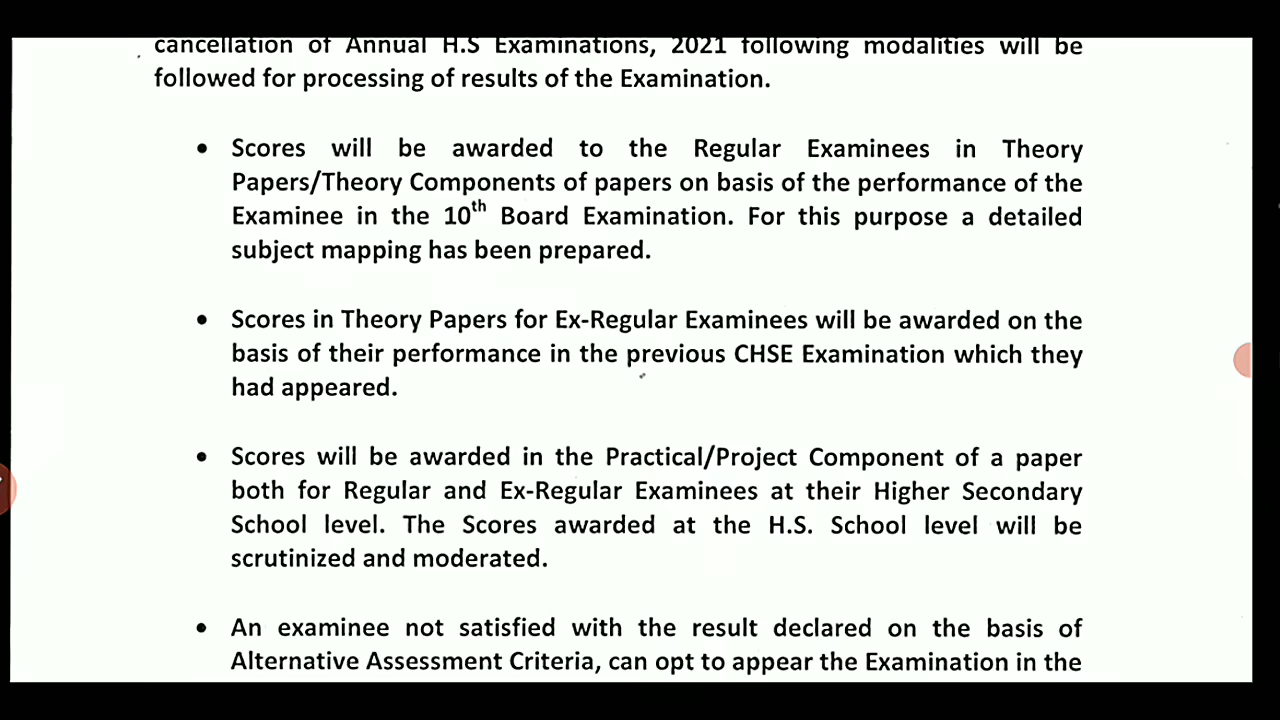 cancellation of Annual H.S Examinations, 2021 following modalities will be
followed for processing of results of the Examination.
• Scores will be awarded to the Regular Examinees in Theory
Papers/Theory Components of papers on basis of the performance of the
Examinee in the 10th Board Examination. For this purpose a detailed
subject mapping has been prepared.
• Scores in Theory Papers for Ex-Regular Examinees will be awarded on the
basis of their performance in the previous CHSE Examination which they
had appeared.
• Scores will be awarded in the Practical/Project Component of a paper
both for Regular and Ex-Regular Examinees at their Higher Secondary
School level. The Scores awarded at the H.S. School level will be
scrutinized and moderated.
• An examinee not satisfied with the result declared on the basis of
Alternative Assessment Criteria, can opt to appear the Examination in the